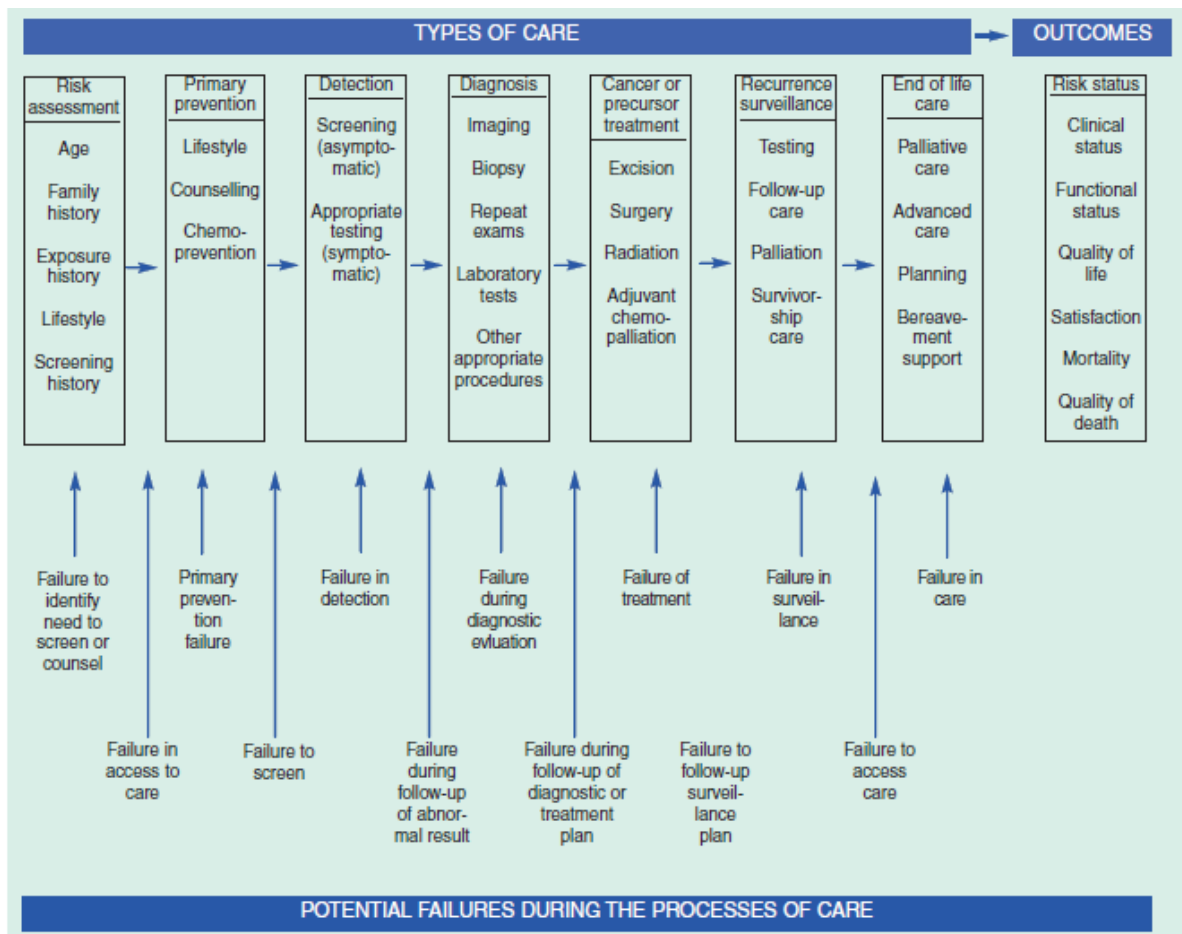 TYPES OF CARE
OUTCOMES
Risk
assessment
Age
Family
history
Exposure
history
Lifestyle
Screening
history
Primary
prevention
Lifestyle
Counselling
Chemo-
prevention
Detection
Screening
(asympto-
matic)
Appropriate
testing
(sympto-
matic)
Diagnosis
Imaging
Biopsy
Repeat
exams
Laboratory
tests
Other
appropriate
procedures
Cancer or
precursor
treatment
Excision
Surgery
Radiation
Adjuvant
chemo-
palliation
Recurrence
surveillance
Testing
Follow-up
care
Palliation
Survivor-
ship
care
End of life
care
Palliative
care
Advanced
care
Planning
Bereave-
ment
support
Risk status
Clinical
status
Functional
status
Quality of
life
Satisfaction
Mortality
Quality of
death
Failure to
identify
need to
screen or
counsel
Primary
preven-
tion
failure
Failure in
detection
Failure
during
diagnostic
evluation
Failure of
treatment
Failure in
surveil-
lance
Failure in
care
Failure in
access to
care
Failure to
screen
Failure
during
follow-up
of abnor-
mal result
Failure during
follow-up of
diagnostic or
treatment
plan
Failure to
follow-up
surveil-
lance
plan
Failure to
access
care
POTENTIAL FAILURES DURING THE PROCESSES OF CARE